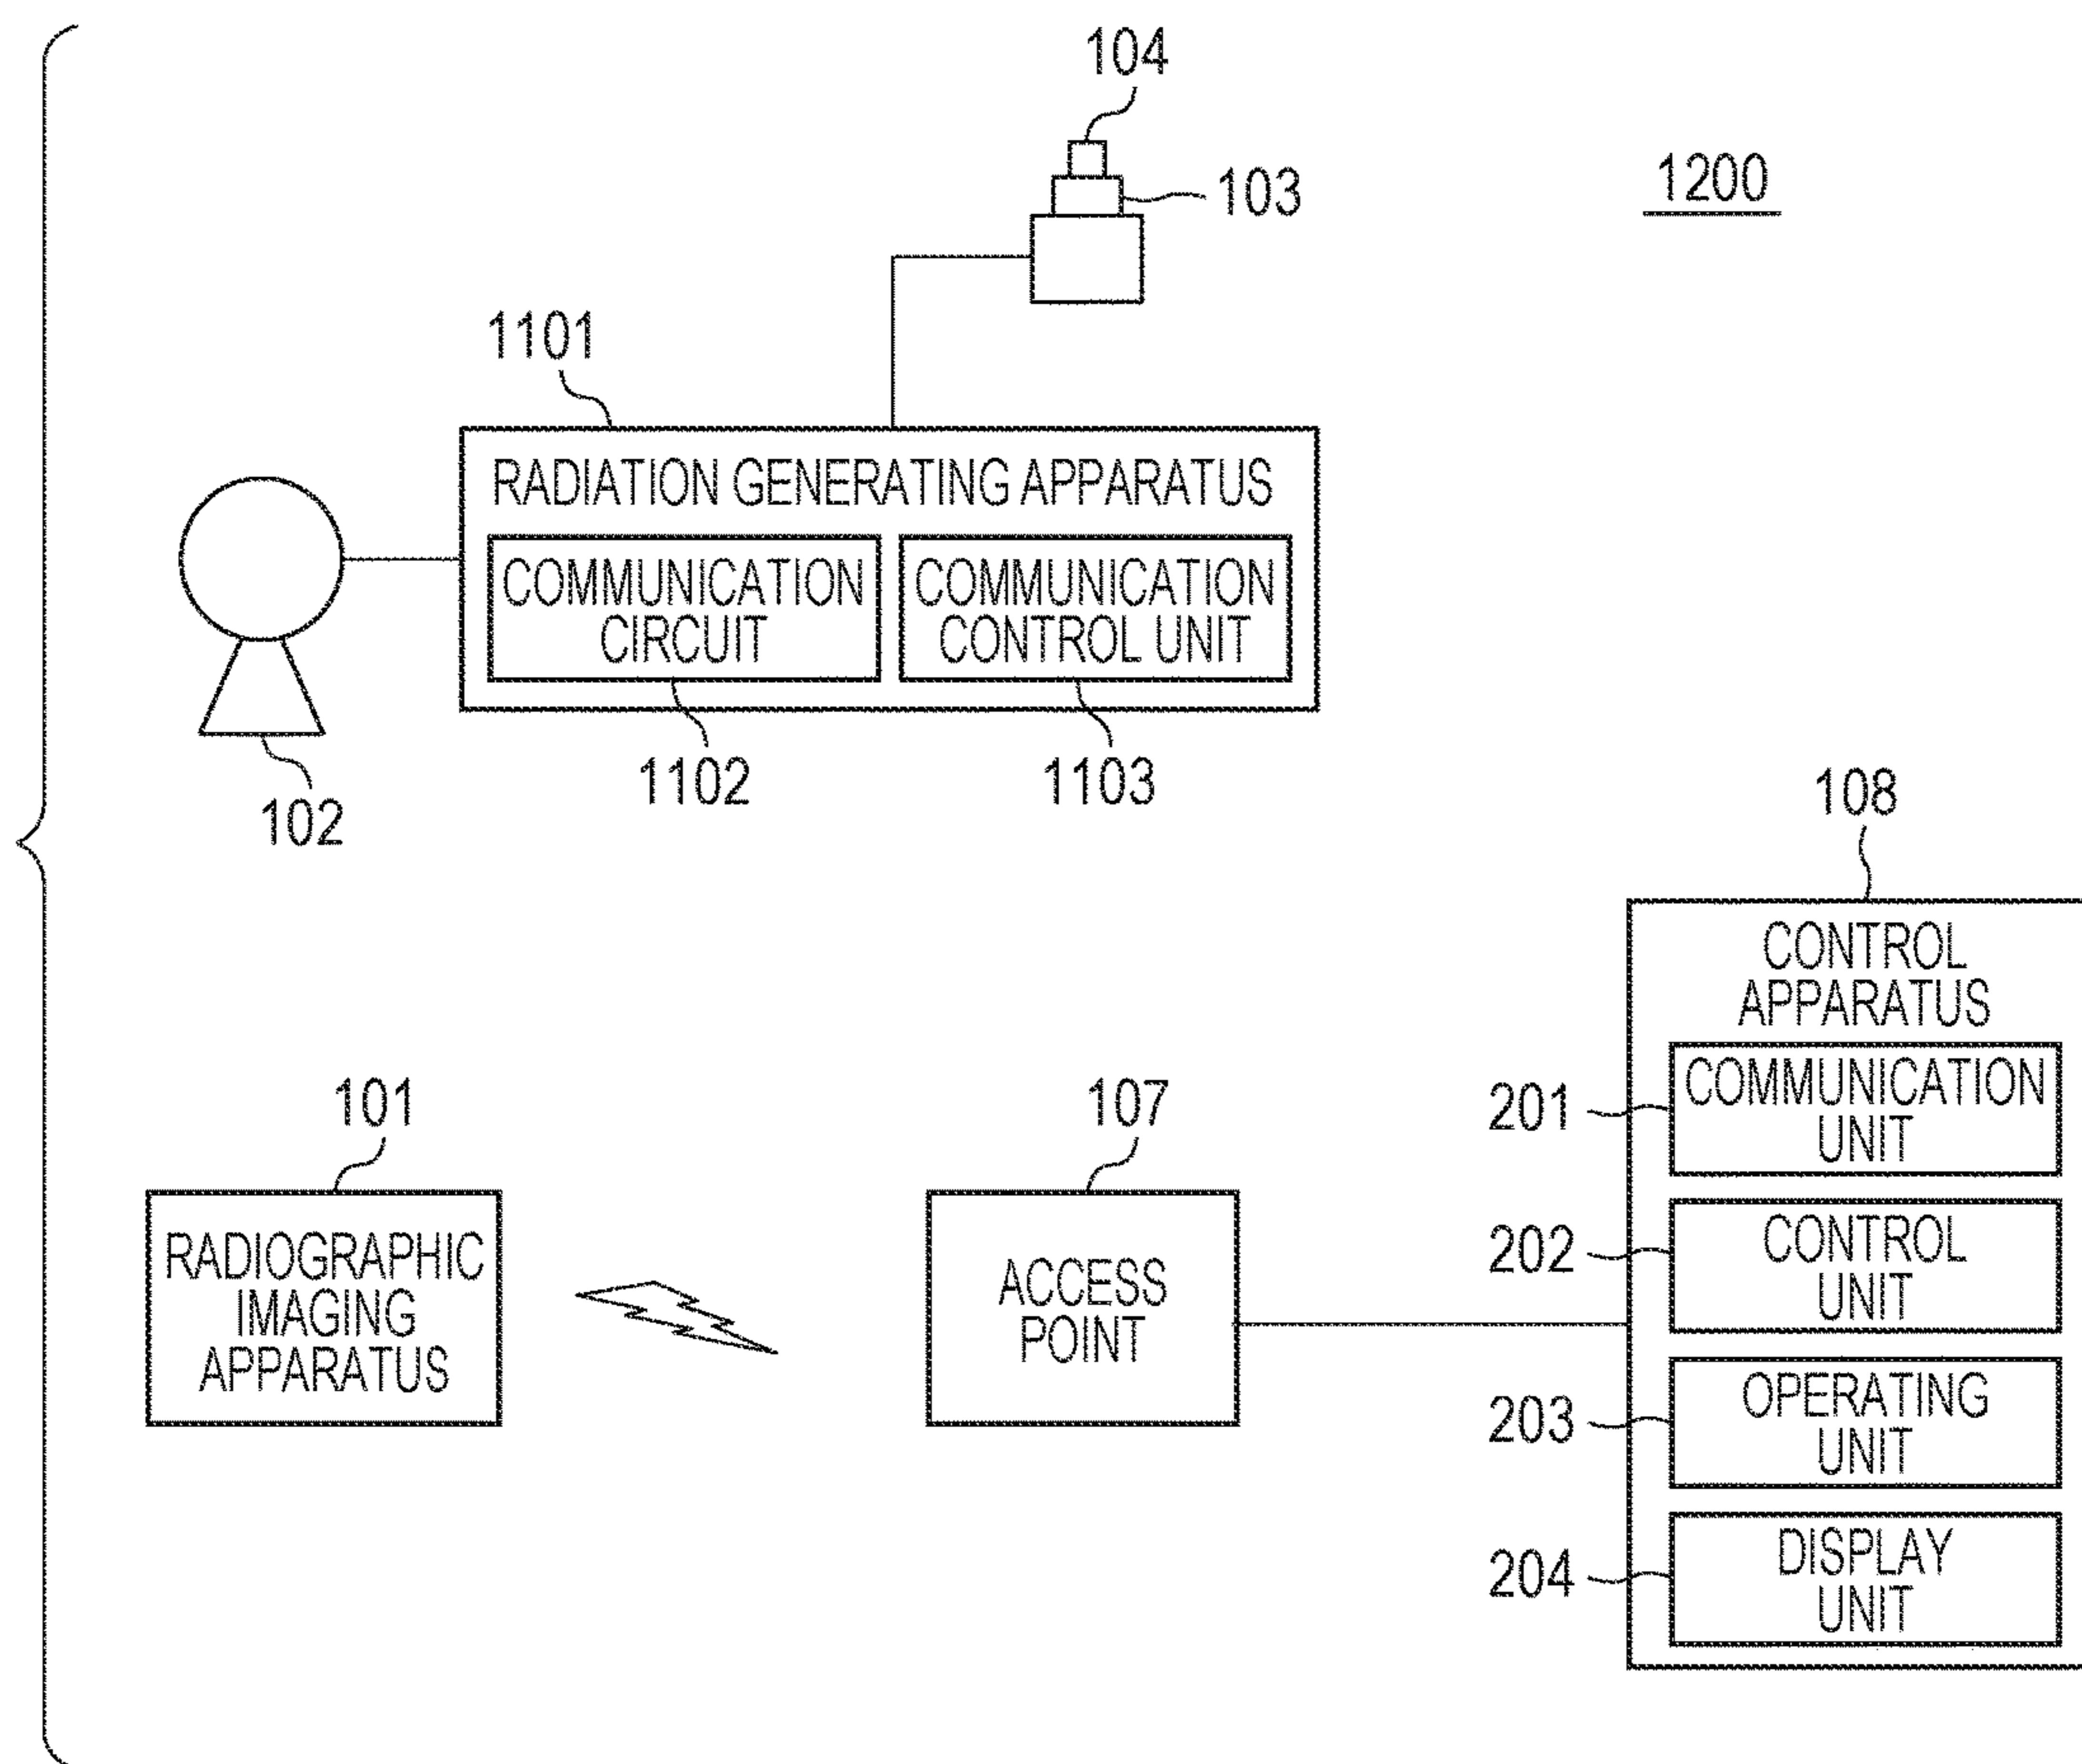 104
103
1200
1101
RADIATION GENERATING APPARATUS
COMMUNICATION
CIRCUIT
COMMUNICATION
CONTROL UNIT
1102
1103
102
108
CONTROL
APPARATUS
201
COMMUNICATION
UNIT
202
CONTROL
UNIT
203
OPERATING
UNIT
204
DISPLAY
UNIT
101
RADIOGRAPHIC
IMAGING
APPARATUS
107
ACCESS
POINT